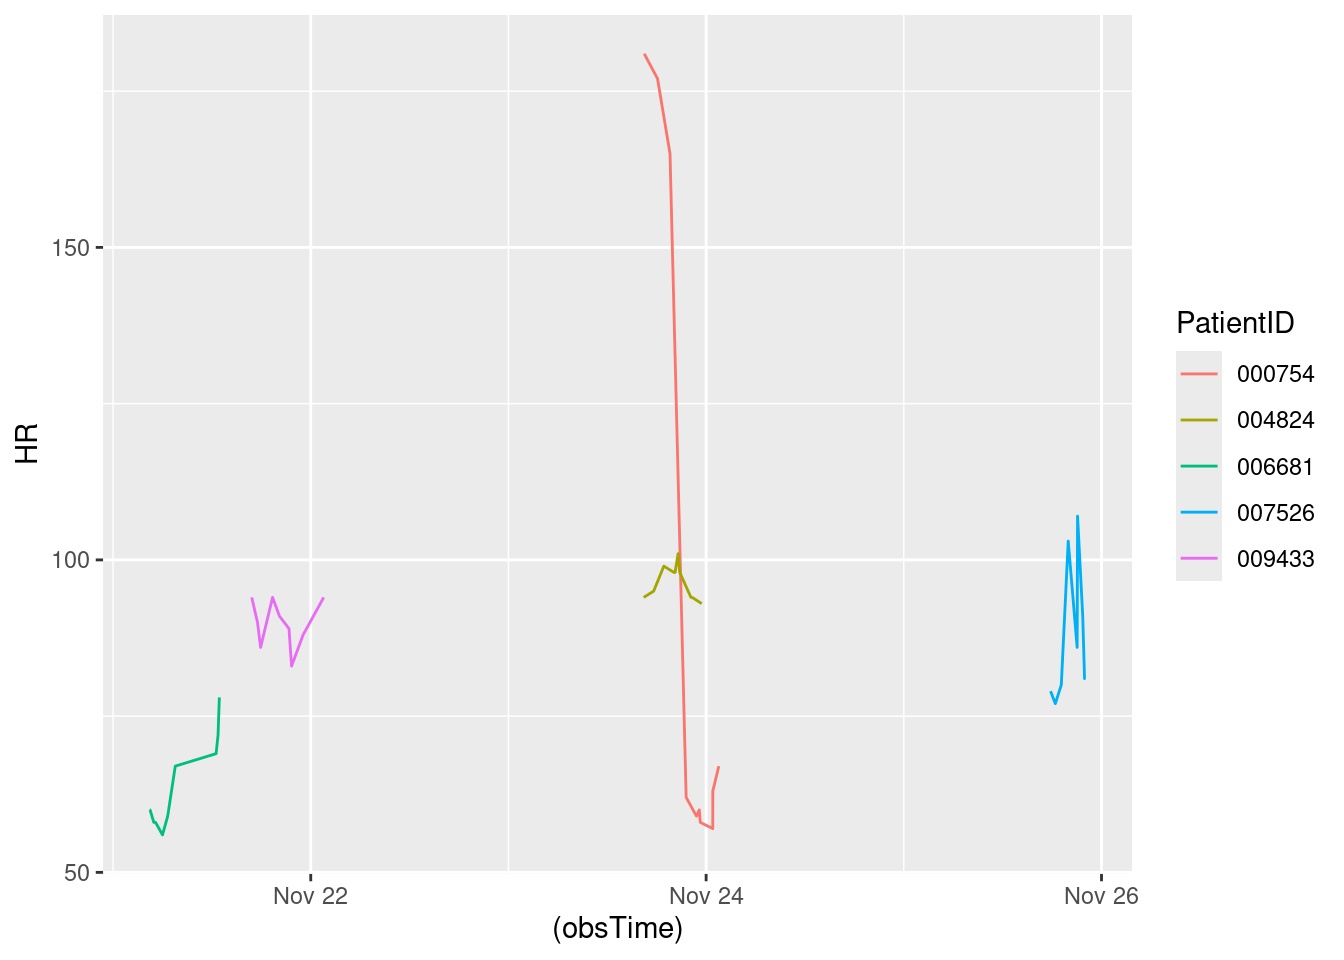 HR
150
100
50
Nov 22
Nov 24
Nov 26
(obsTime)
PatientID
000754
004824
006681
007526
009433